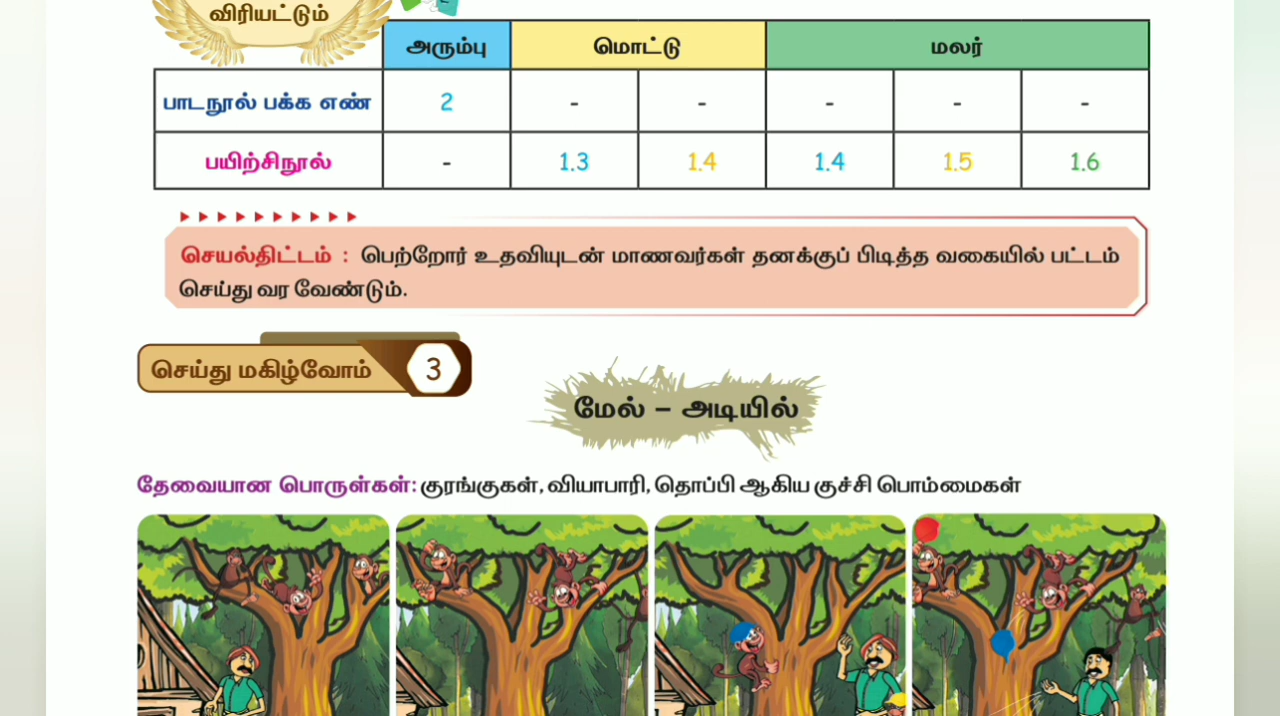 விரியட்டும்
அரும்பு மொட்டு மலர்
பாடநூல் பக்க எண் 2 - - - - -
பயிற்சிநூல் - 1.3 1.4 1.4 1.5 1.6
செயல்திட்டம் : பெற்றோர் உதவியுடன் மாணவர்கள் தனக்குப் பிடித்த வகையில் பட்டம்
செய்து வர வேண்டும்.
செய்து மகிழ்வோம் 3
மேல் – அடியில்
தேவையான பொருள்கள்: குரங்குகள், வியாபாரி, தொப்பி ஆகிய குச்சி பொம்மைகள்